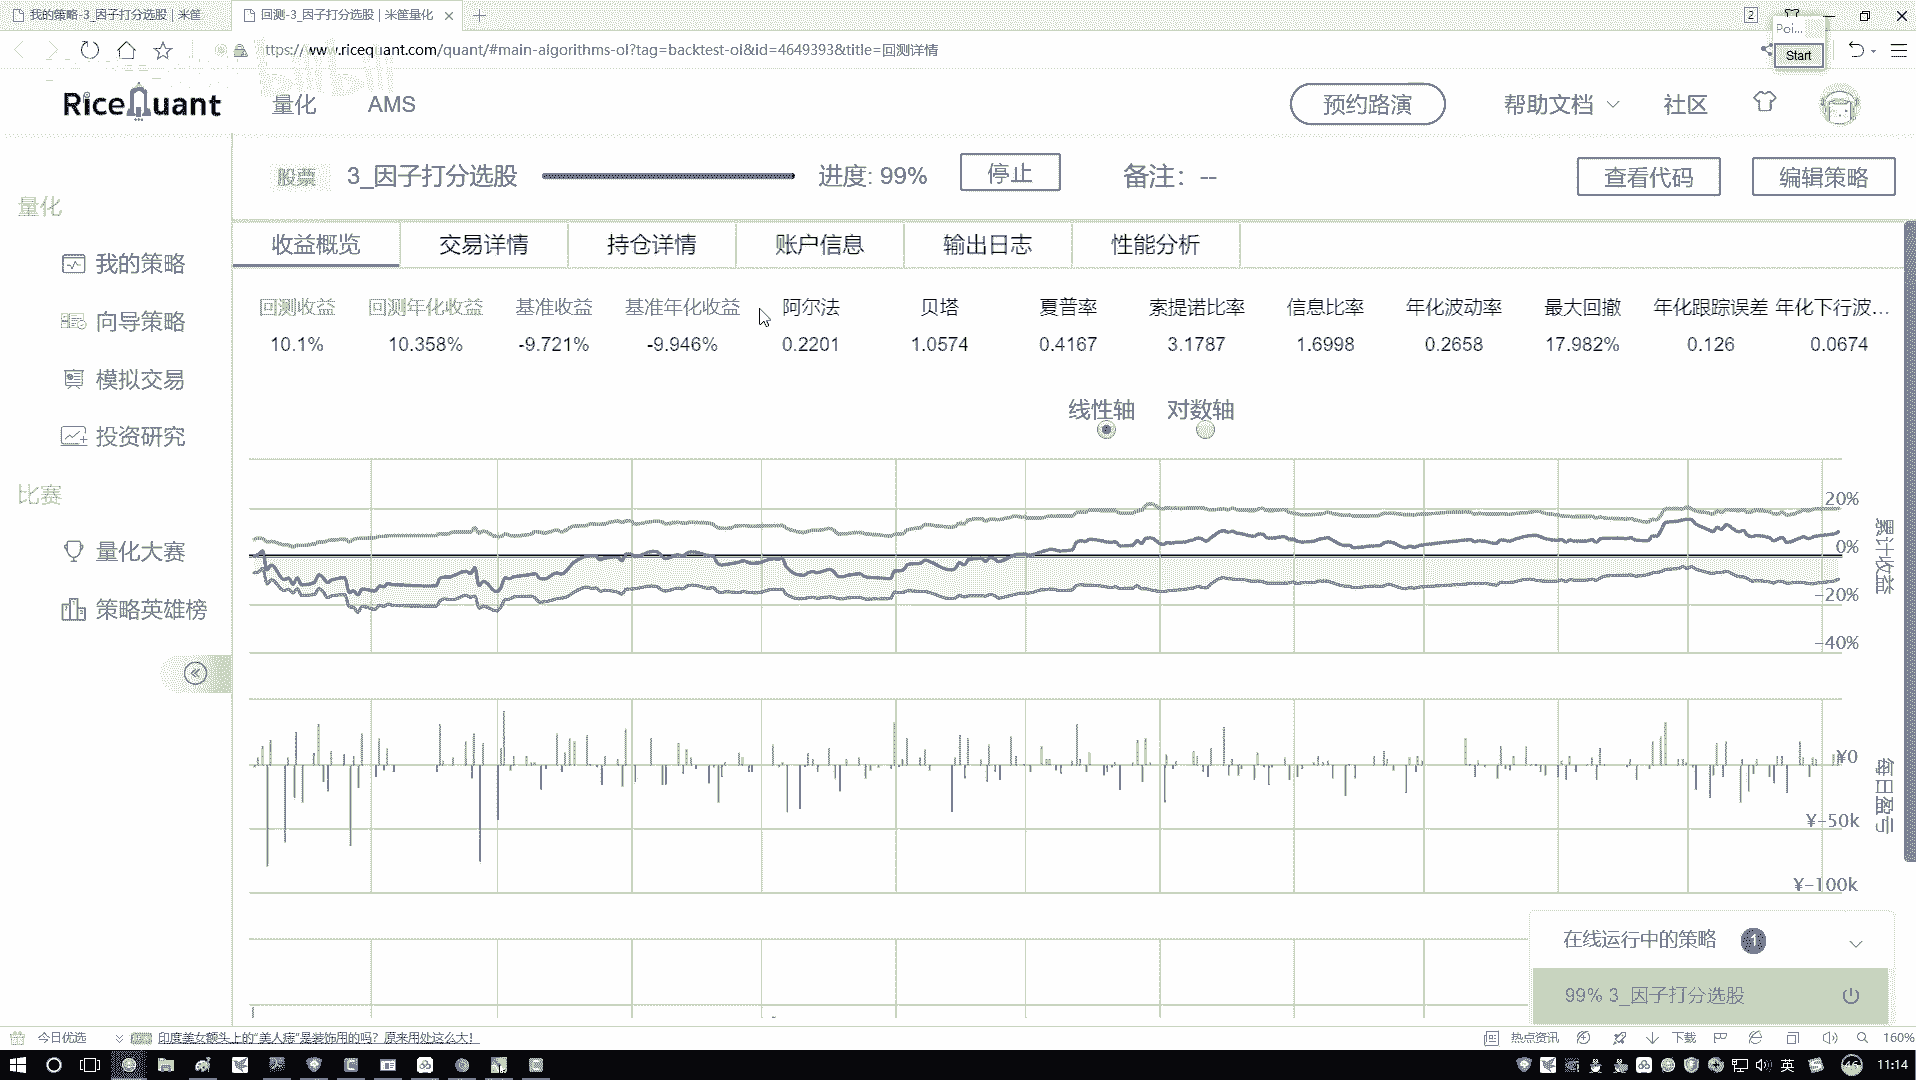 我的策略-3_因子打分选股 | 米筐
回测-3_因子打分选股 | 米筐量化
2
Poi...
Start
ttps://www.ricequant.com/quant/#main-algorithms-ol?tag=backtest-ol&id=4649393&title=回测详情
RiceQuant
量化
AMS
预约路演
帮助文档
社区
股票
3_因子打分选股
进度: 99%
停止
备注: --
查看代码
编辑策略
量化
我的策略
向导策略
模拟交易
投资研究
比赛
量化大赛
策略英雄榜
收益概览
交易详情
持仓详情
账户信息
输出日志
性能分析
回测收益 回测年化收益 基准收益 基准年化收益 阿尔法 贝塔 夏普率 索提诺比率 信息比率 年化波动率 最大回撤 年化跟踪误差 年化下行波...
10.1% 10.358% -9.721% -9.946% 0.2201 1.0574 0.4167 3.1787 1.6998 0.2658 17.982% 0.126 0.0674
线性轴 对数轴
20%
0%
-20%
-40%
累计收益
¥0
¥-50k
¥-100k
每日盈亏
在线运行中的策略 1
99% 3_因子打分选股
今日优选
印度美女额头上的"美人痣"是装饰用的吗？原来用处这么大！
热点资讯
下载
160%
英
46
11:14